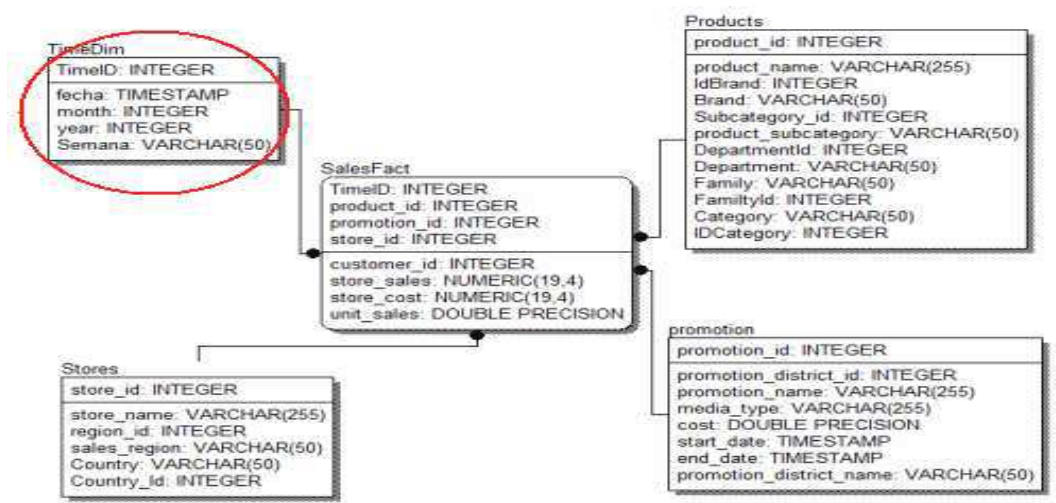 TimeDim
TimeID: INTEGER
fecha: TIMESTAMP
month: INTEGER
year: INTEGER
Semana: VARCHAR(50)
SalesFact
TimeID: INTEGER
product_id: INTEGER
promotion_id: INTEGER
store_id: INTEGER
customer_id: INTEGER
store_sales: NUMERIC(19,4)
store_cost: NUMERIC(19,4)
unit_sales: DOUBLE PRECISION
Products
product_id: INTEGER
product_name: VARCHAR(255)
IdBrand: INTEGER
Brand: VARCHAR(50)
Subcategory_id: INTEGER
product_subcategory: VARCHAR(50)
DepartmentId: INTEGER
Department: VARCHAR(50)
Family: VARCHAR(50)
FamiltyId: INTEGER
Category: VARCHAR(50)
IDCategory: INTEGER
Stores
store_id: INTEGER
store_name: VARCHAR(255)
region_id: INTEGER
sales_region: VARCHAR(50)
Country: VARCHAR(50)
Country_Id: INTEGER
promotion
promotion_id: INTEGER
promotion_district_id: INTEGER
promotion_name: VARCHAR(255)
media_type: VARCHAR(255)
cost: DOUBLE PRECISION
start_date: TIMESTAMP
end_date: TIMESTAMP
promotion_district_name: VARCHAR(50)